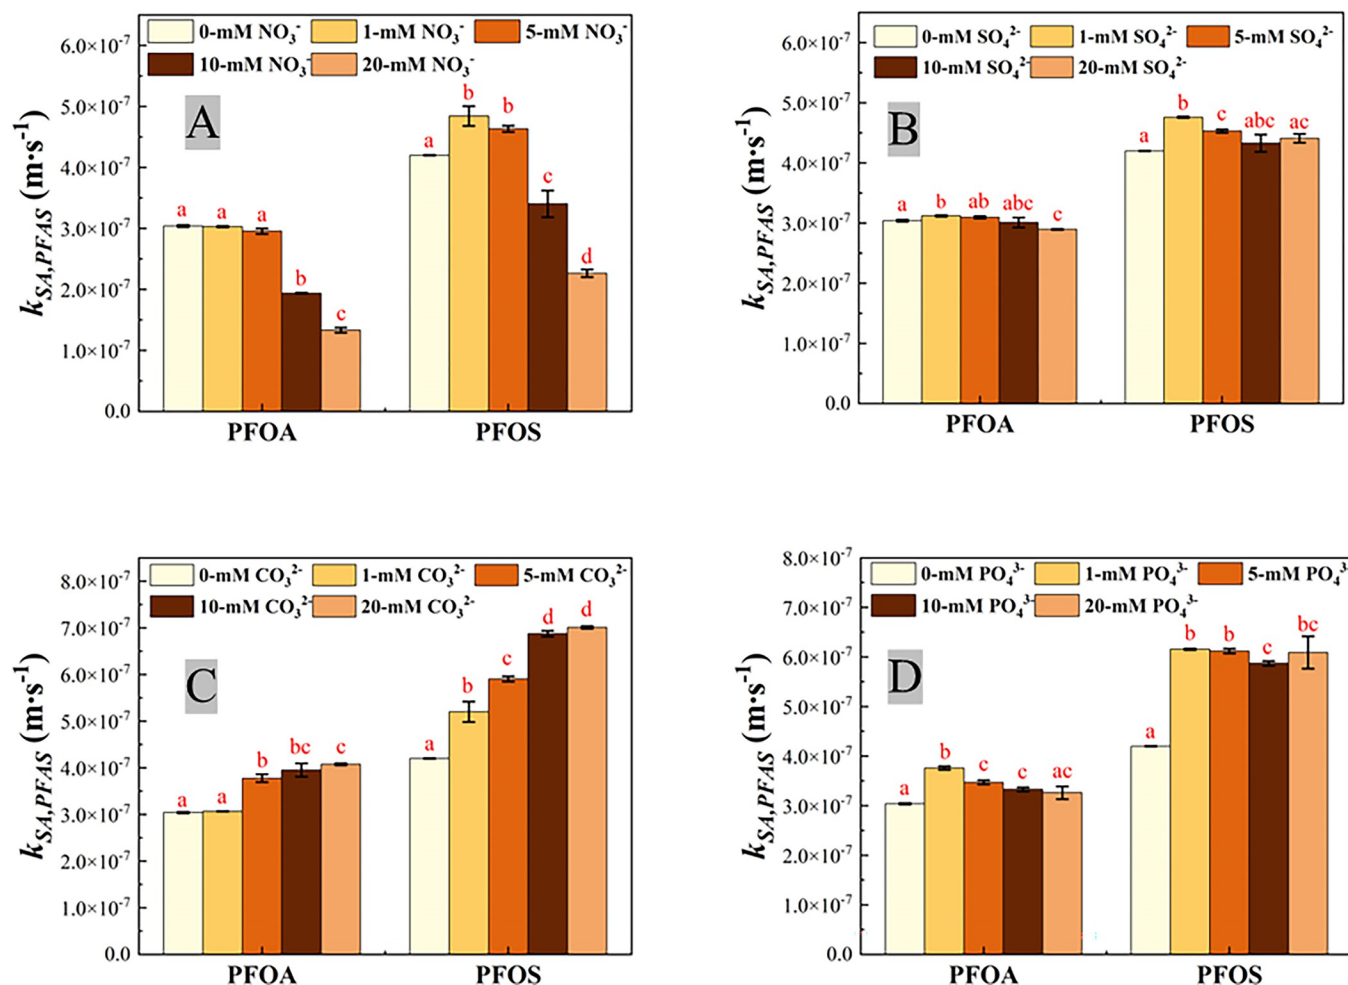 0-mM NO₃⁻ 1-mM NO₃⁻ 5-mM NO₃⁻
10-mM NO₃⁻ 20-mM NO₃⁻
A
k_SA,PFAS (m·s⁻¹)
6.0×10⁻⁷
5.0×10⁻⁷
4.0×10⁻⁷
3.0×10⁻⁷
2.0×10⁻⁷
1.0×10⁻⁷
0.0
a a a b c
a b b c d
PFOA PFOS
0-mM SO₄²⁻ 1-mM SO₄²⁻ 5-mM SO₄²⁻
10-mM SO₄²⁻ 20-mM SO₄²⁻
B
k_SA,PFAS (m·s⁻¹)
6.0×10⁻⁷
5.0×10⁻⁷
4.0×10⁻⁷
3.0×10⁻⁷
2.0×10⁻⁷
1.0×10⁻⁷
0.0
a b ab abc c
a b c abc ac
PFOA PFOS
0-mM CO₃²⁻ 1-mM CO₃²⁻ 5-mM CO₃²⁻
10-mM CO₃²⁻ 20-mM CO₃²⁻
C
k_SA,PFAS (m·s⁻¹)
8.0×10⁻⁷
7.0×10⁻⁷
6.0×10⁻⁷
5.0×10⁻⁷
4.0×10⁻⁷
3.0×10⁻⁷
2.0×10⁻⁷
1.0×10⁻⁷
0.0
a a b bc c
a b c d d
PFOA PFOS
0-mM PO₄³⁻ 1-mM PO₄³⁻ 5-mM PO₄³⁻
10-mM PO₄³⁻ 20-mM PO₄³⁻
D
k_SA,PFAS (m·s⁻¹)
8.0×10⁻⁷
7.0×10⁻⁷
6.0×10⁻⁷
5.0×10⁻⁷
4.0×10⁻⁷
3.0×10⁻⁷
2.0×10⁻⁷
1.0×10⁻⁷
0.0
a b c c ac
a b b c bc
PFOA PFOS